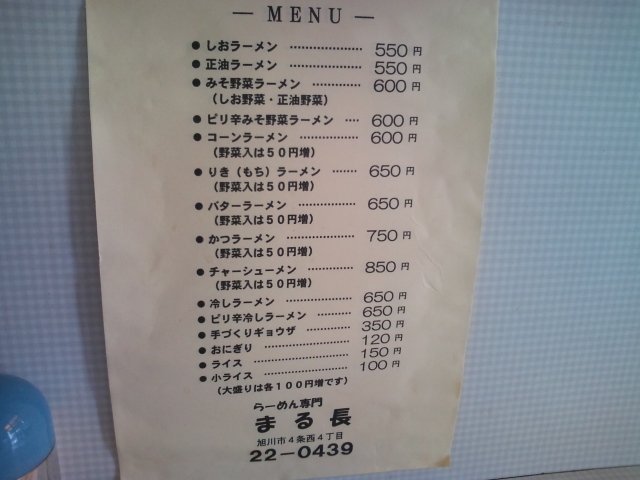 — MENU —
● しおラーメン ………………… 550円
● 正油ラーメン ………………… 550円
● みそ野菜ラーメン …………… 600円
（しお野菜・正油野菜）
● ピリ辛みそ野菜ラーメン …. 600円
● コーンラーメン ……………… 600円
（野菜入は５０円増）
● りき（もち）ラーメン ……. 650円
（野菜入は５０円増）
● バターラーメン ……………… 650円
（野菜入は５０円増）
● かつラーメン ………………… 750円
（野菜入は５０円増）
● チャーシューメン …………… 850円
（野菜入は５０円増）
● 冷しラーメン ………………… 650円
● ピリ辛冷しラーメン ………… 650円
● 手づくりギョウザ …………… 350円
● おにぎり ……………………… 120円
● ライス ………………………… 150円
● 小ライス ……………………… 100円
（大盛りは各１００円増です）
らーめん専門
まる長
旭川市４条西４丁目
22－0439